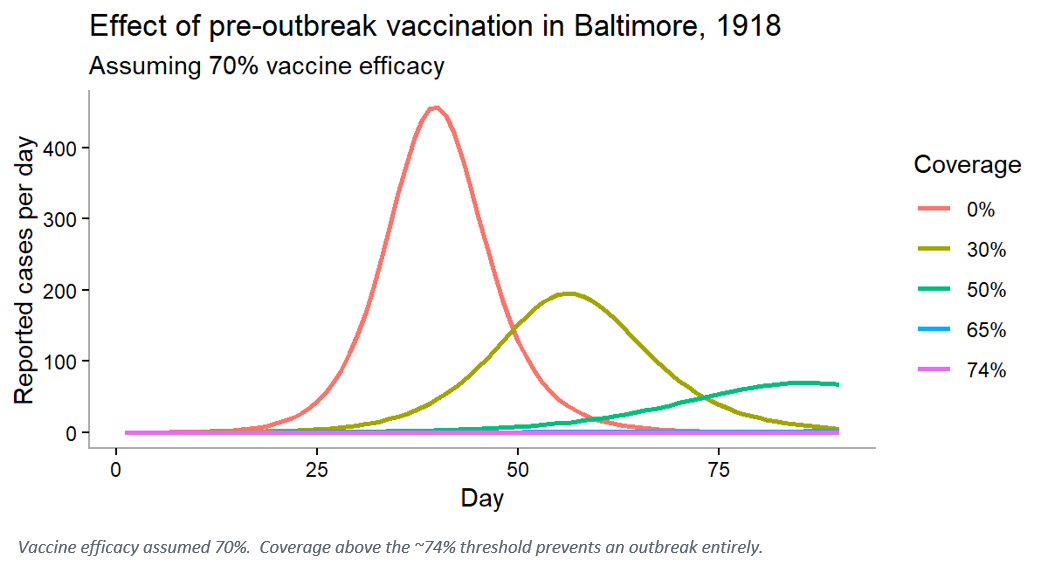 Effect of pre-outbreak vaccination in Baltimore, 1918
Assuming 70% vaccine efficacy
Reported cases per day
400
300
200
100
0
0 25 50 75
Day
Coverage
0%
30%
50%
65%
74%
Vaccine efficacy assumed 70%.  Coverage above the ~74% threshold prevents an outbreak entirely.